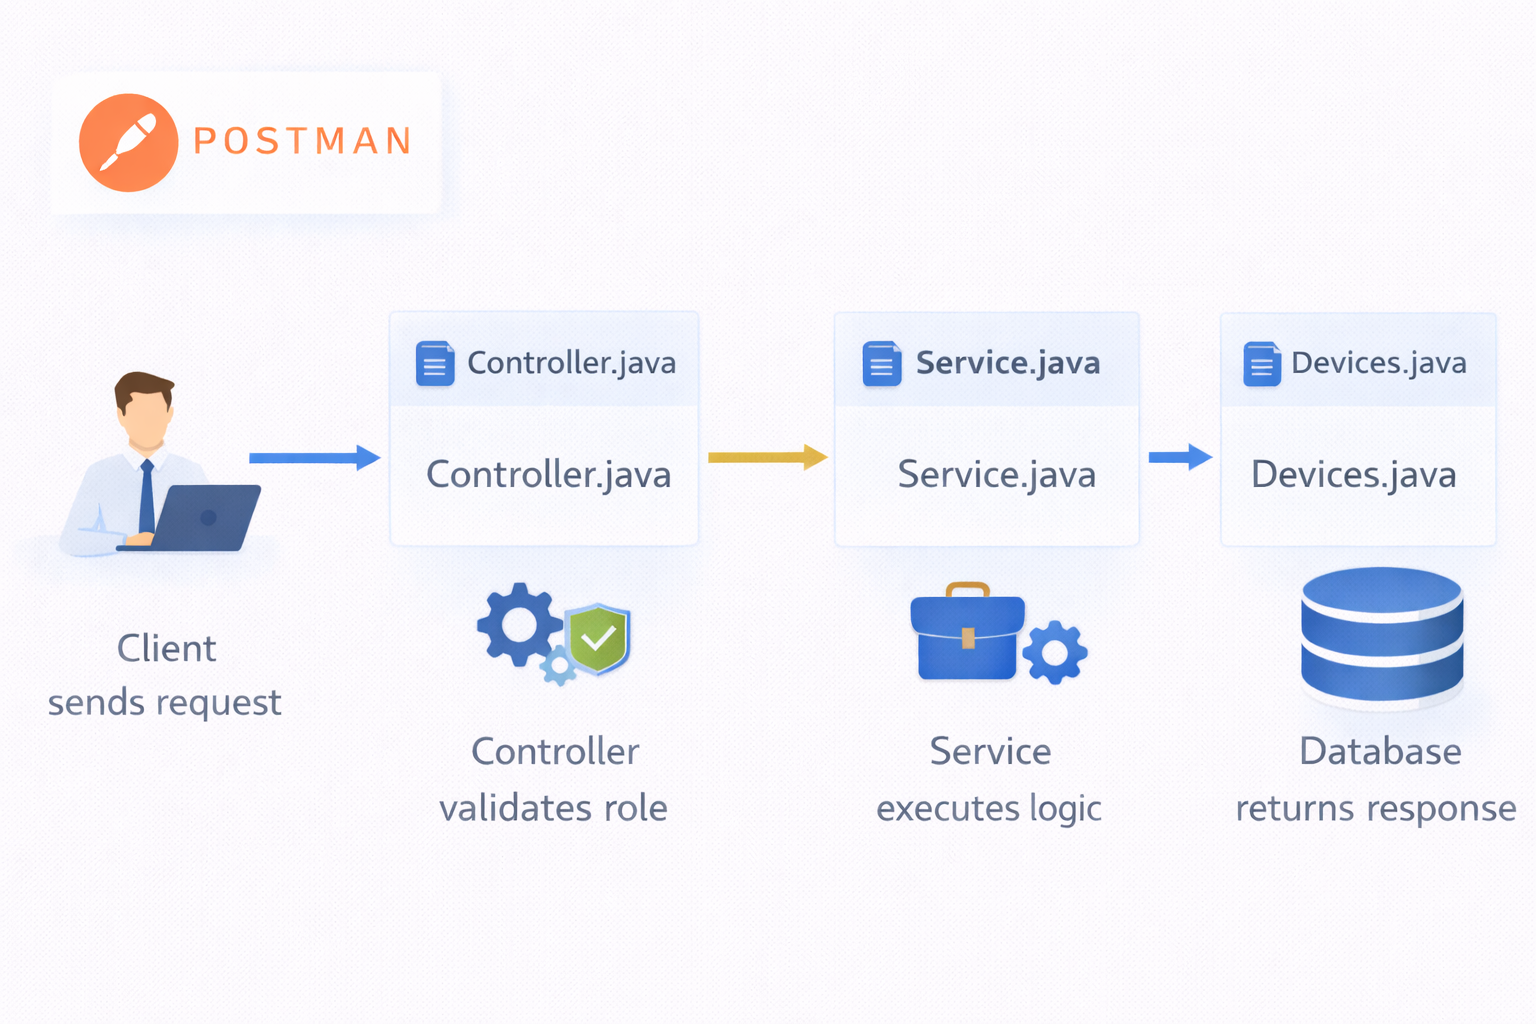 POSTMAN
Controller.java
Service.java
Devices.java
Controller.java
Service.java
Devices.java
Client
sends request
Controller
validates role
Service
executes logic
Database
returns response